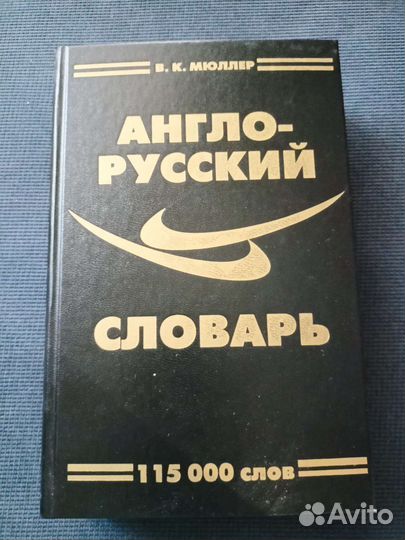 В. К. МЮЛЛЕР
АНГЛО-
РУССКИЙ
СЛОВАРЬ
115 000 СЛОВ
Avito